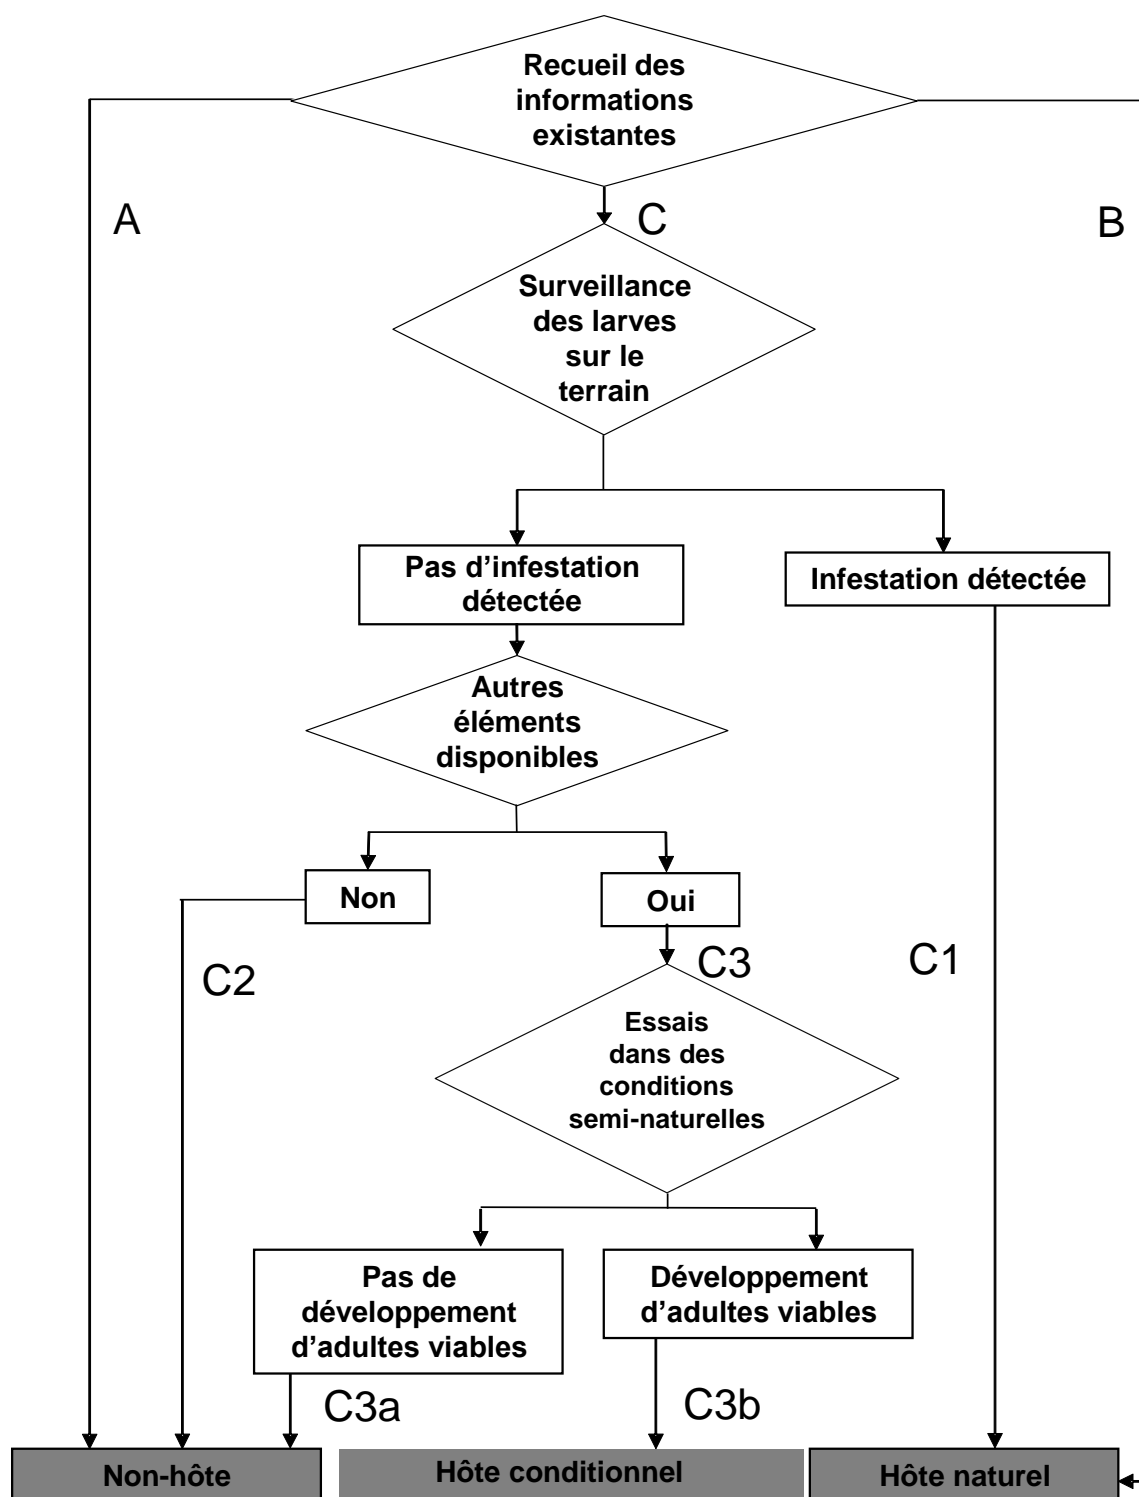 Recueil des
informations
existantes
A
C
B
Surveillance
des larves
sur le
terrain
Pas d’infestation
détectée
Infestation détectée
Autres
éléments
disponibles
Non
Oui
C2
C3
C1
Essais
dans des
conditions
semi-naturelles
Pas de
développement
d’adultes viables
Développement
d’adultes viables
C3a
C3b
Non-hôte
Hôte conditionnel
Hôte naturel